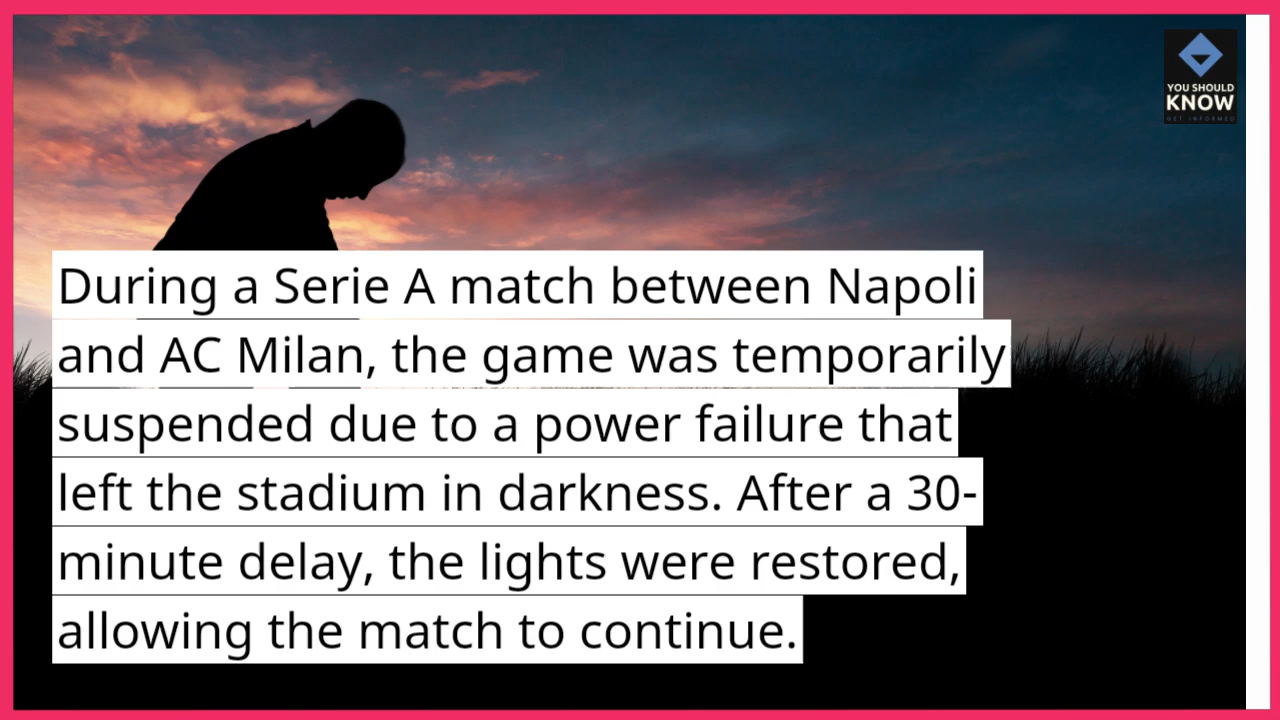 YOU SHOULD
KNOW
GET INFORMED
During a Serie A match between Napoli
and AC Milan, the game was temporarily
suspended due to a power failure that
left the stadium in darkness. After a 30-
minute delay, the lights were restored,
allowing the match to continue.